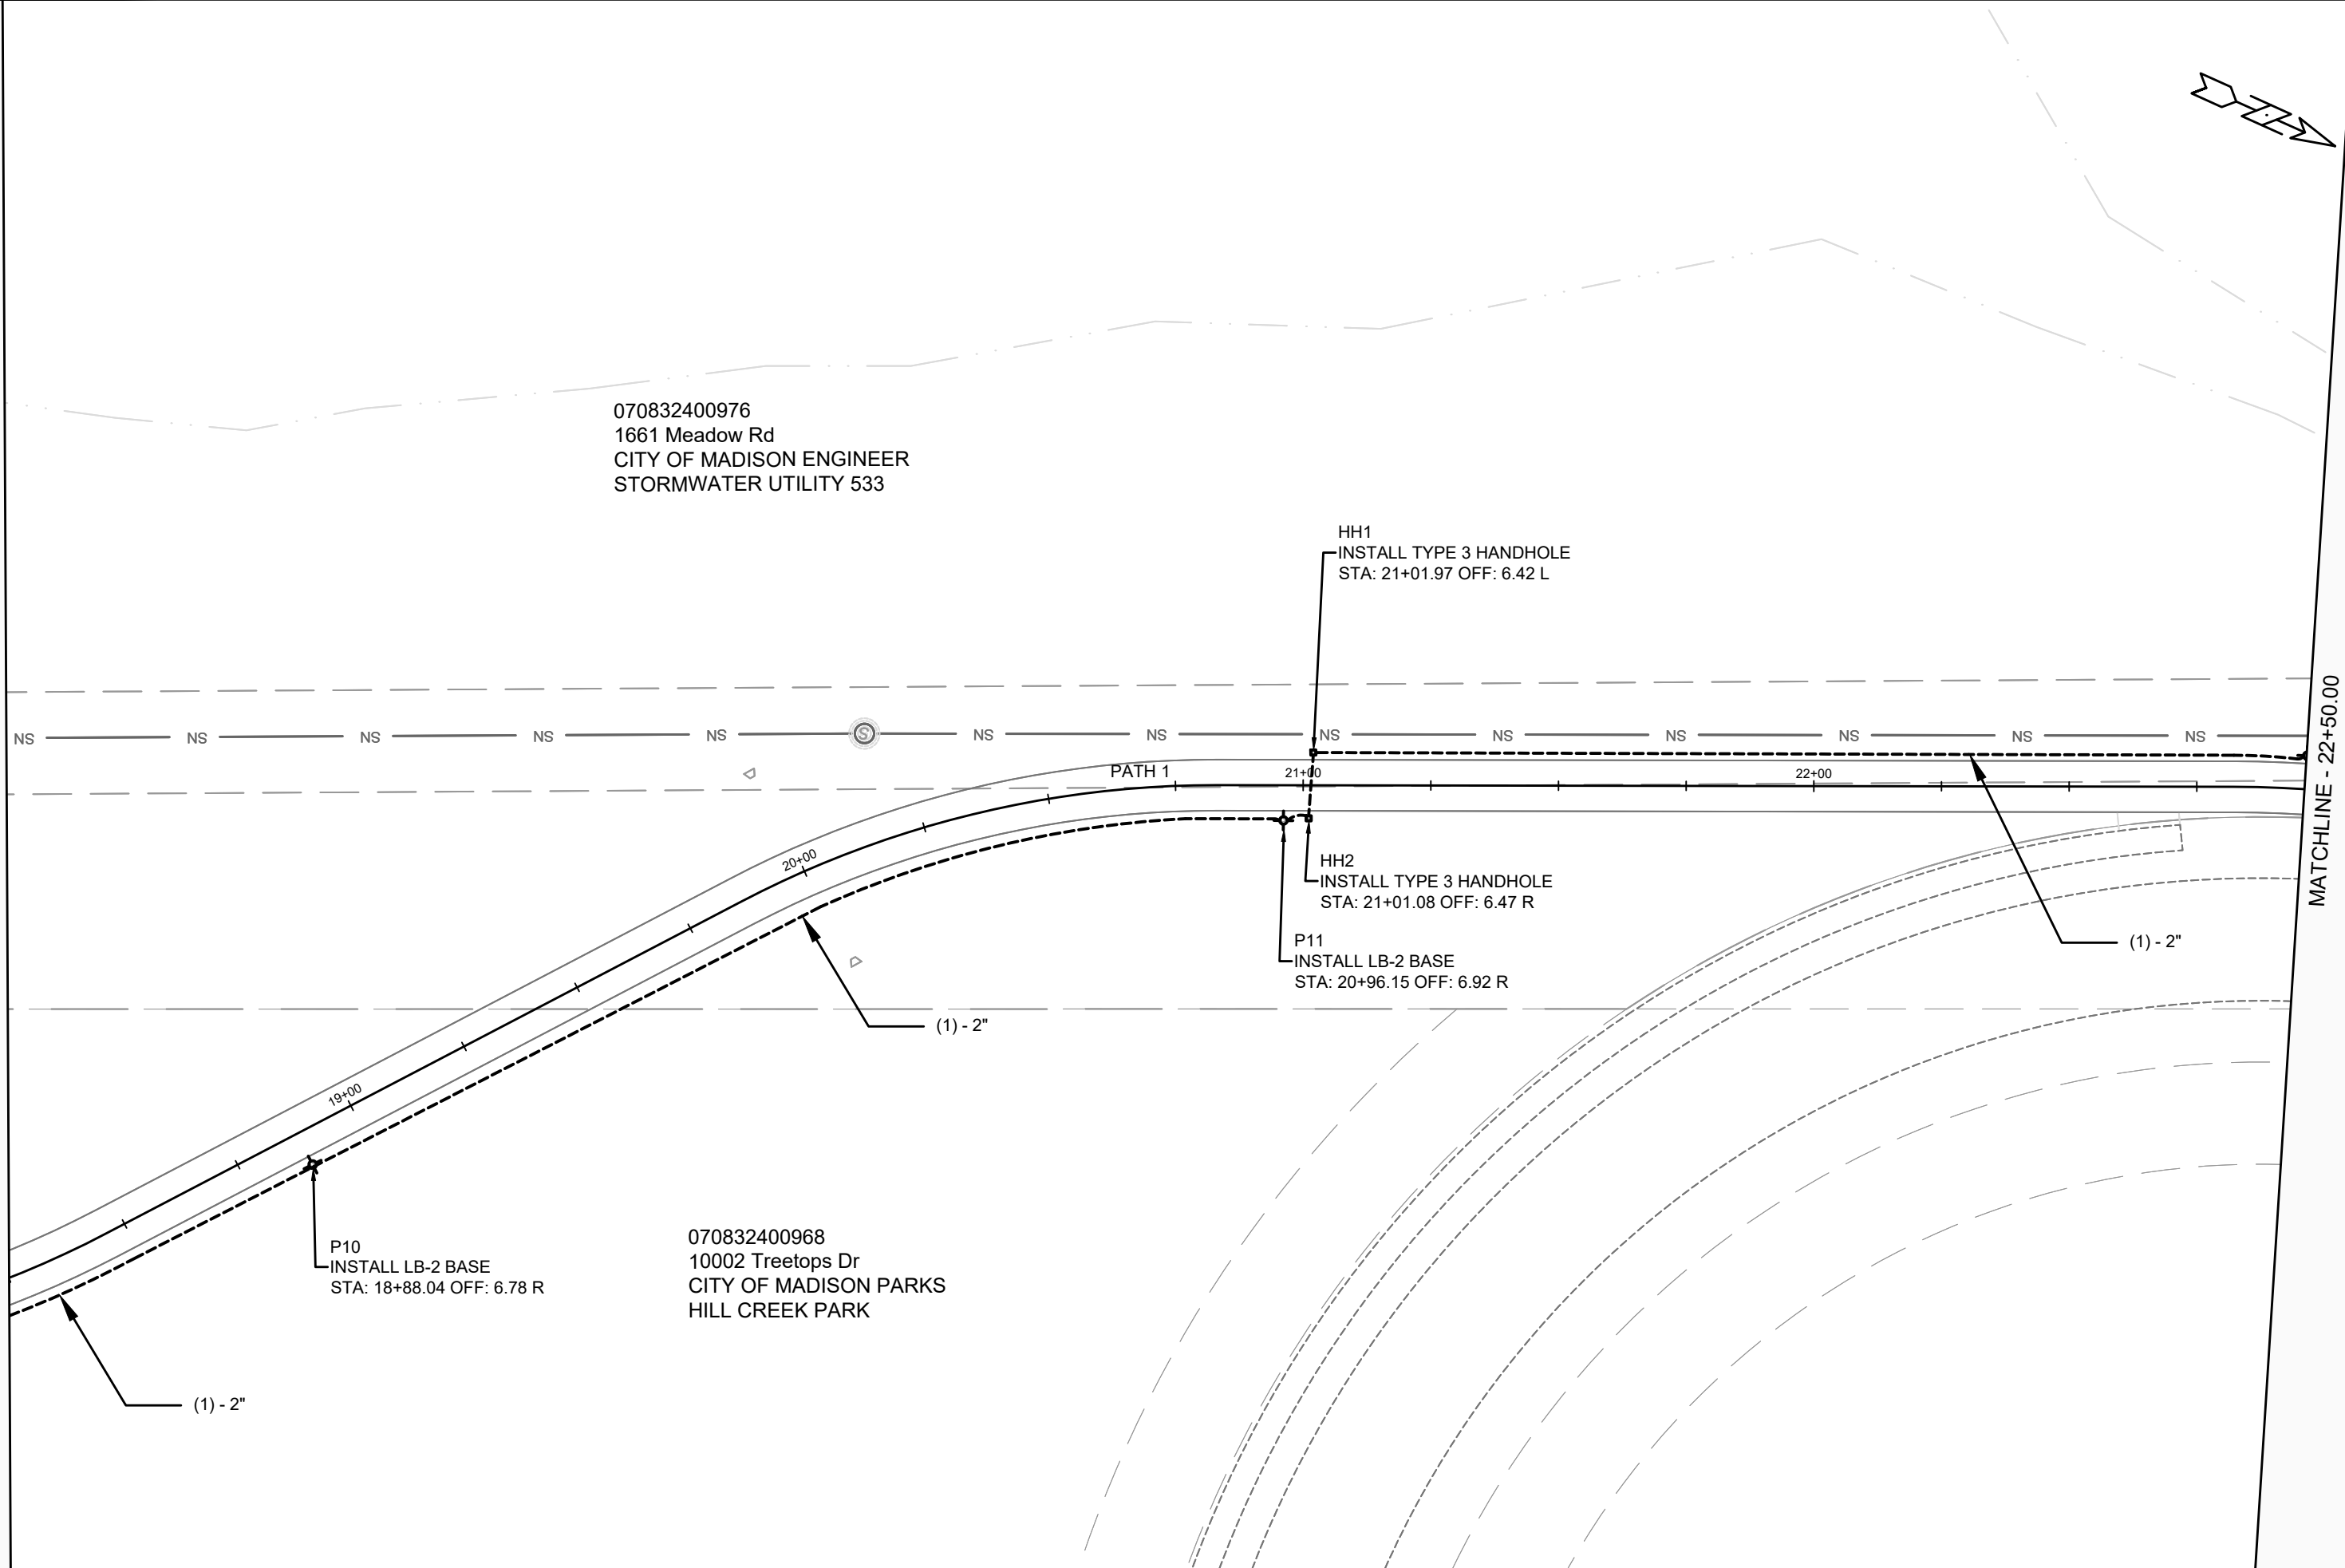 070832400976
1661 Meadow Rd
CITY OF MADISON ENGINEER
STORMWATER UTILITY 533
HH1
INSTALL TYPE 3 HANDHOLE
STA: 21+01.97 OFF: 6.42 L
NS NS NS NS NS S NS NS NS NS NS NS NS NS
PATH 1
21+00
22+00
MATCHLINE - 22+50.00
20+00
HH2
INSTALL TYPE 3 HANDHOLE
STA: 21+01.08 OFF: 6.47 R
P11
INSTALL LB-2 BASE
STA: 20+96.15 OFF: 6.92 R
(1) - 2"
(1) - 2"
19+00
P10
INSTALL LB-2 BASE
STA: 18+88.04 OFF: 6.78 R
070832400968
10002 Treetops Dr
CITY OF MADISON PARKS
HILL CREEK PARK
(1) - 2"